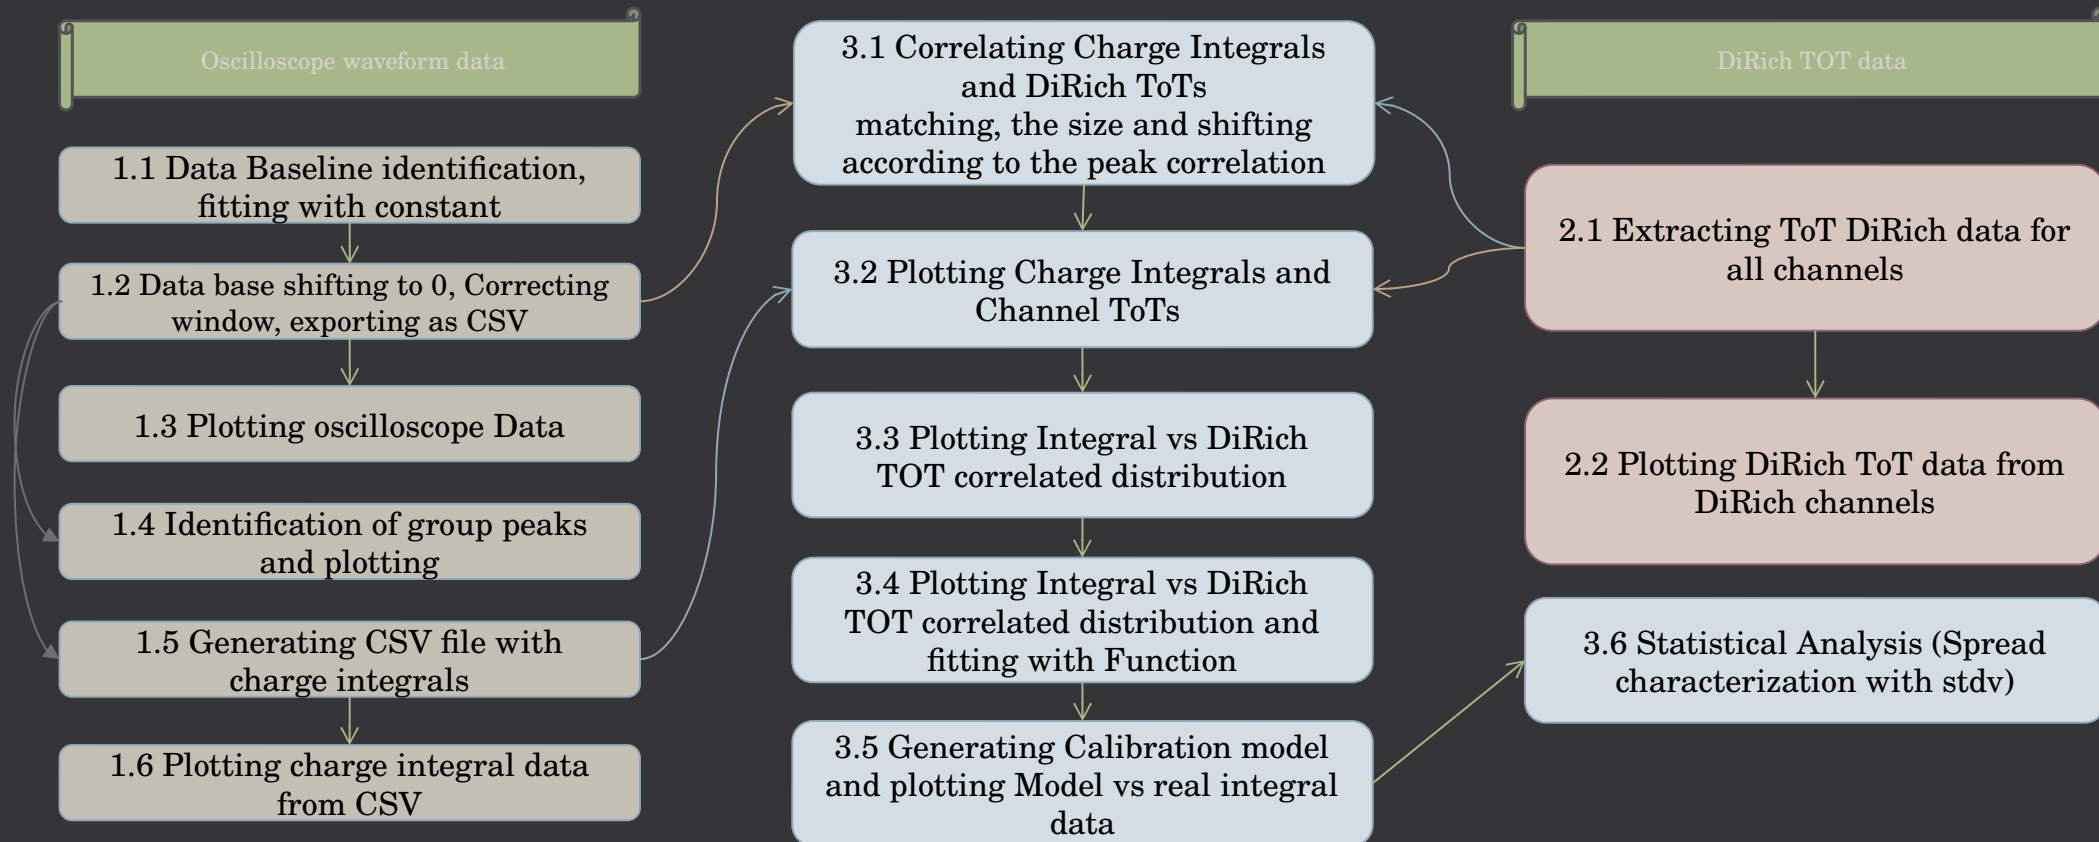 Oscilloscope waveform data
1.1 Data Baseline identification,
fitting with constant
1.2 Data base shifting to 0, Correcting
window, exporting as CSV
1.3 Plotting oscilloscope Data
1.4 Identification of group peaks
and plotting
1.5 Generating CSV file with
charge integrals
1.6 Plotting charge integral data
from CSV
3.1 Correlating Charge Integrals
and DiRich ToTs
matching, the size and shifting
according to the peak correlation
3.2 Plotting Charge Integrals and
Channel ToTs
3.3 Plotting Integral vs DiRich
TOT correlated distribution
3.4 Plotting Integral vs DiRich
TOT correlated distribution and
fitting with Function
3.5 Generating Calibration model
and plotting Model vs real integral
data
DiRich TOT data
2.1 Extracting ToT DiRich data for
all channels
2.2 Plotting DiRich ToT data from
DiRich channels
3.6 Statistical Analysis (Spread
characterization with stdv)